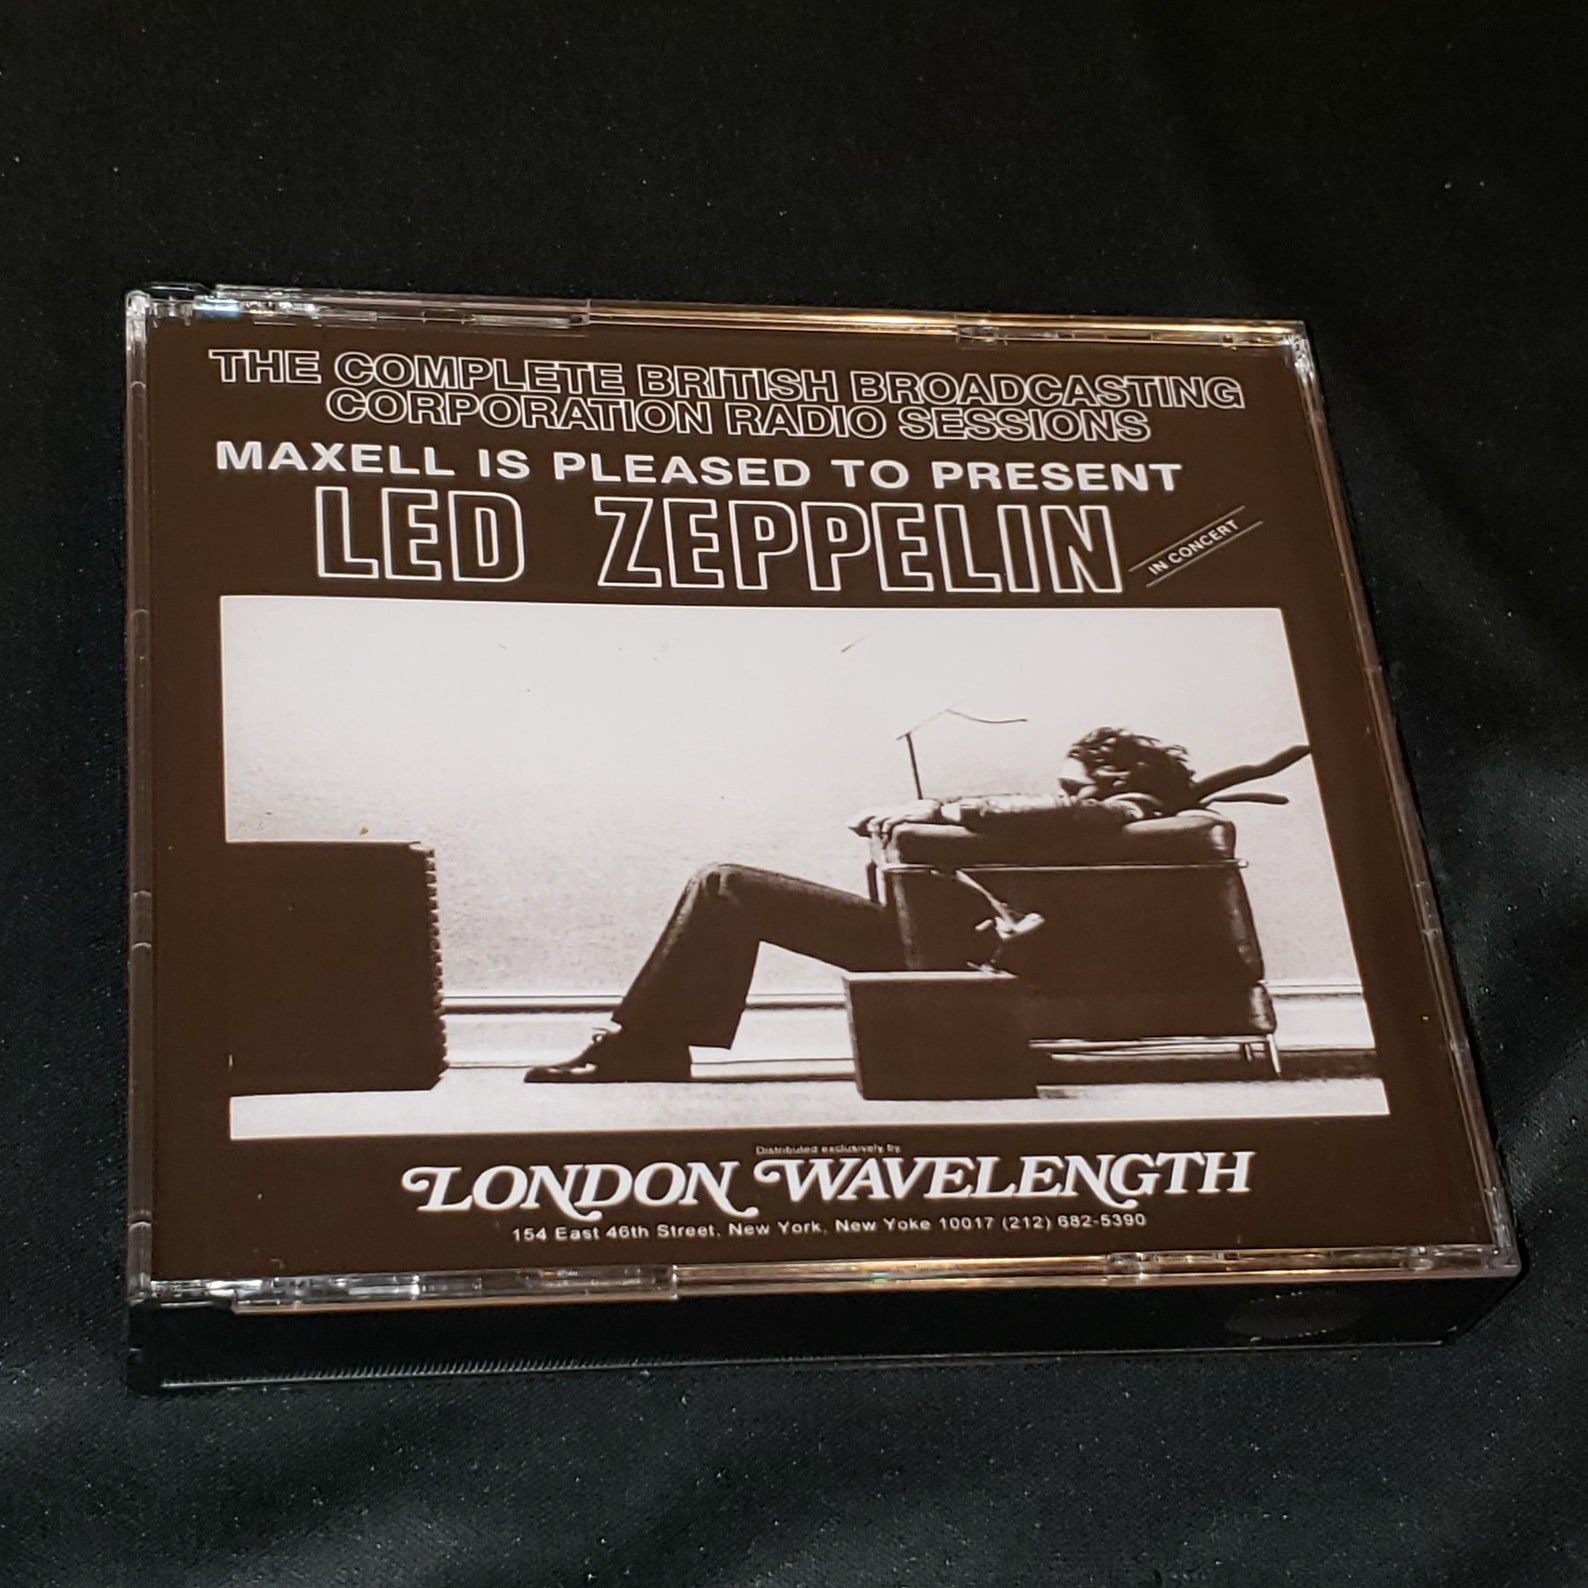 THE COMPLETE BRITISH BROADCASTING
CORPORATION RADIO SESSIONS
MAXELL IS PLEASED TO PRESENT
LED ZEPPELIN
IN CONCERT
Distributed exclusively by
LONDON WAVELENGTH
154 East 46th Street, New York, New Yoke 10017 (212) 682-5390